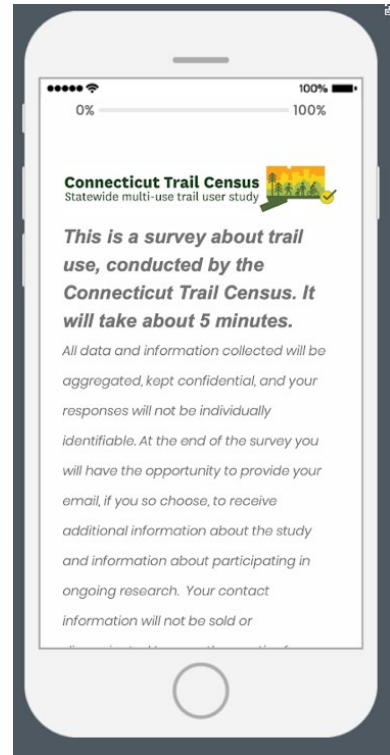 100%
0% 100%
Connecticut Trail Census
Statewide multi-use trail user study
This is a survey about trail
use, conducted by the
Connecticut Trail Census. It
will take about 5 minutes.
All data and information collected will be
aggregated, kept confidential, and your
responses will not be individually
identifiable. At the end of the survey you
will have the opportunity to provide your
email, if you so choose, to receive
additional information about the study
and information about participating in
ongoing research. Your contact
information will not be sold or